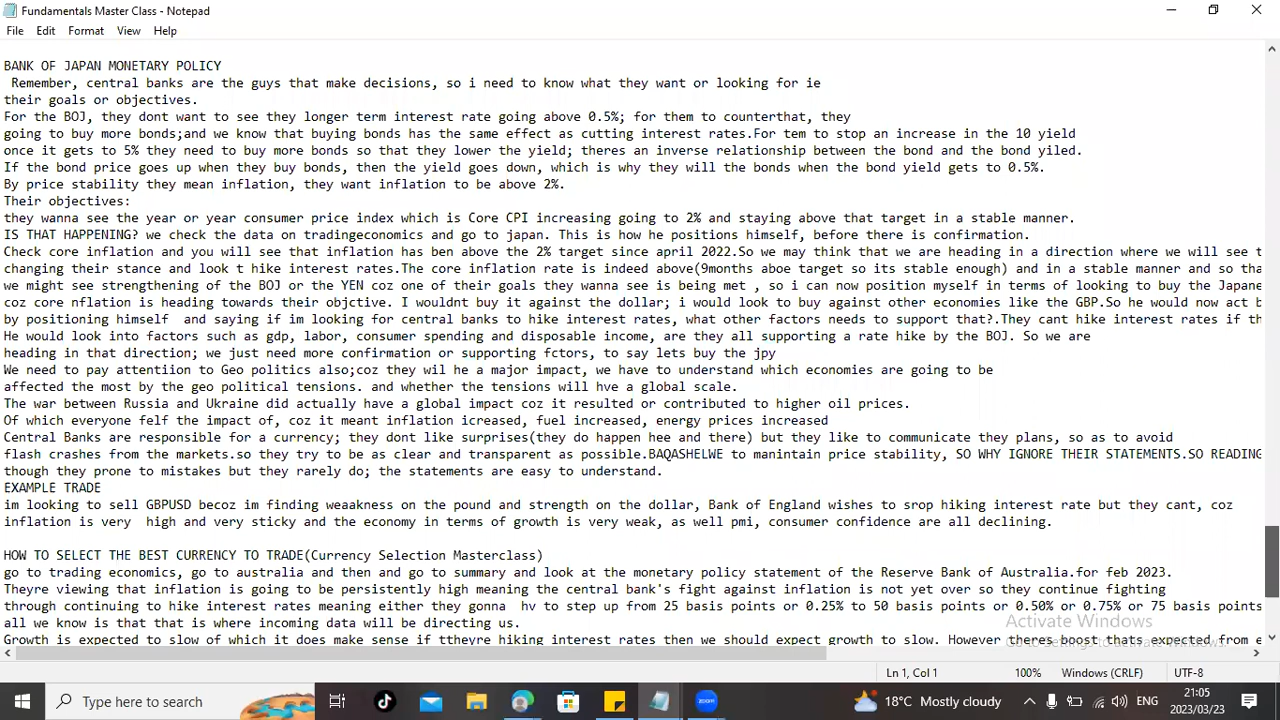 Fundamentals Master Class - Notepad
File Edit Format View Help
BANK OF JAPAN MONETARY POLICY
Remember, central banks are the guys that make decisions, so i need to know what they want or looking for ie
their goals or objectives.
For the BOJ, they dont want to see they longer term interest rate going above 0.5%; for them to counterthat, they
going to buy more bonds;and we know that buying bonds has the same effect as cutting interest rates.For tem to stop an increase in the 10 yield
once it gets to 5% they need to buy more bonds so that they lower the yield; theres an inverse relationship between the bond and the bond yiled.
If the bond price goes up when they buy bonds, then the yield goes down, which is why they will the bonds when the bond yield gets to 0.5%.
By price stability they mean inflation, they want inflation to be above 2%.
Their objectives:
they wanna see the year or year consumer price index which is Core CPI increasing going to 2% and staying above that target in a stable manner.
IS THAT HAPPENING? we check the data on tradingeconomics and go to japan. This is how he positions himself, before there is confirmation.
Check core inflation and you will see that inflation has ben above the 2% target since april 2022.So we may think that we are heading in a direction where we will see t
changing their stance and look t hike interest rates.The core inflation rate is indeed above(9months aboe target so its stable enough) and in a stable manner and so tha
we might see strengthening of the BOJ or the YEN coz one of their goals they wanna see is being met , so i can now position myself in terms of looking to buy the Japane
coz core nflation is heading towards their objctive. I wouldnt buy it against the dollar; i would look to buy against other economies like the GBP.So he would now act b
by positioning himself  and saying if im looking for central banks to hike interest rates, what other factors needs to support that?.They cant hike interest rates if th
He would look into factors such as gdp, labor, consumer spending and disposable income, are they all supporting a rate hike by the BOJ. So we are
heading in that direction; we just need more confirmation or supporting fctors, to say lets buy the jpy
We need to pay attentiion to Geo politics also;coz they wil he a major impact, we have to understand which economies are going to be
affected the most by the geo political tensions. and whether the tensions will hve a global scale.
The war between Russia and Ukraine did actually have a global impact coz it resulted or contributed to higher oil prices.
Of which everyone felf the impact of, coz it meant inflation icreased, fuel increased, energy prices increased
Central Banks are responsible for a currency; they dont like surprises(they do happen hee and there) but they like to communicate they plans, so as to avoid
flash crashes from the markets.so they try to be as clear and transparent as possible.BAQASHELWE to manintain price stability, SO WHY IGNORE THEIR STATEMENTS.SO READING
though they prone to mistakes but they rarely do; the statements are easy to understand.
EXAMPLE TRADE
im looking to sell GBPUSD becoz im finding weaakness on the pound and strength on the dollar, Bank of England wishes to srop hiking interest rate but they cant, coz
inflation is very  high and very sticky and the economy in terms of growth is very weak, as well pmi, consumer confidence are all declining.
HOW TO SELECT THE BEST CURRENCY TO TRADE(Currency Selection Masterclass)
go to trading economics, go to australia and then and go to summary and look at the monetary policy statement of the Reserve Bank of Australia.for feb 2023.
Theyre viewing that inflation is going to be persistently high meaning the central bank's fight against inflation is not yet over so they continue fighting
through continuing to hike interest rates meaning either they gonna  hv to step up from 25 basis points or 0.25% to 50 basis points or 0.50% or 0.75% or 75 basis points
all we know is that that is where incoming data will be directing us.
Growth is expected to slow of which it does make sense if ttheyre hiking interest rates then we should expect growth to slow. However theres boost thats expected from e
Activate Windows
Go to Settings to activate Windows.
Ln 1, Col 1 100% Windows (CRLF) UTF-8
Type here to search
zoom
18°C Mostly cloudy
ENG
21:05
2023/03/23